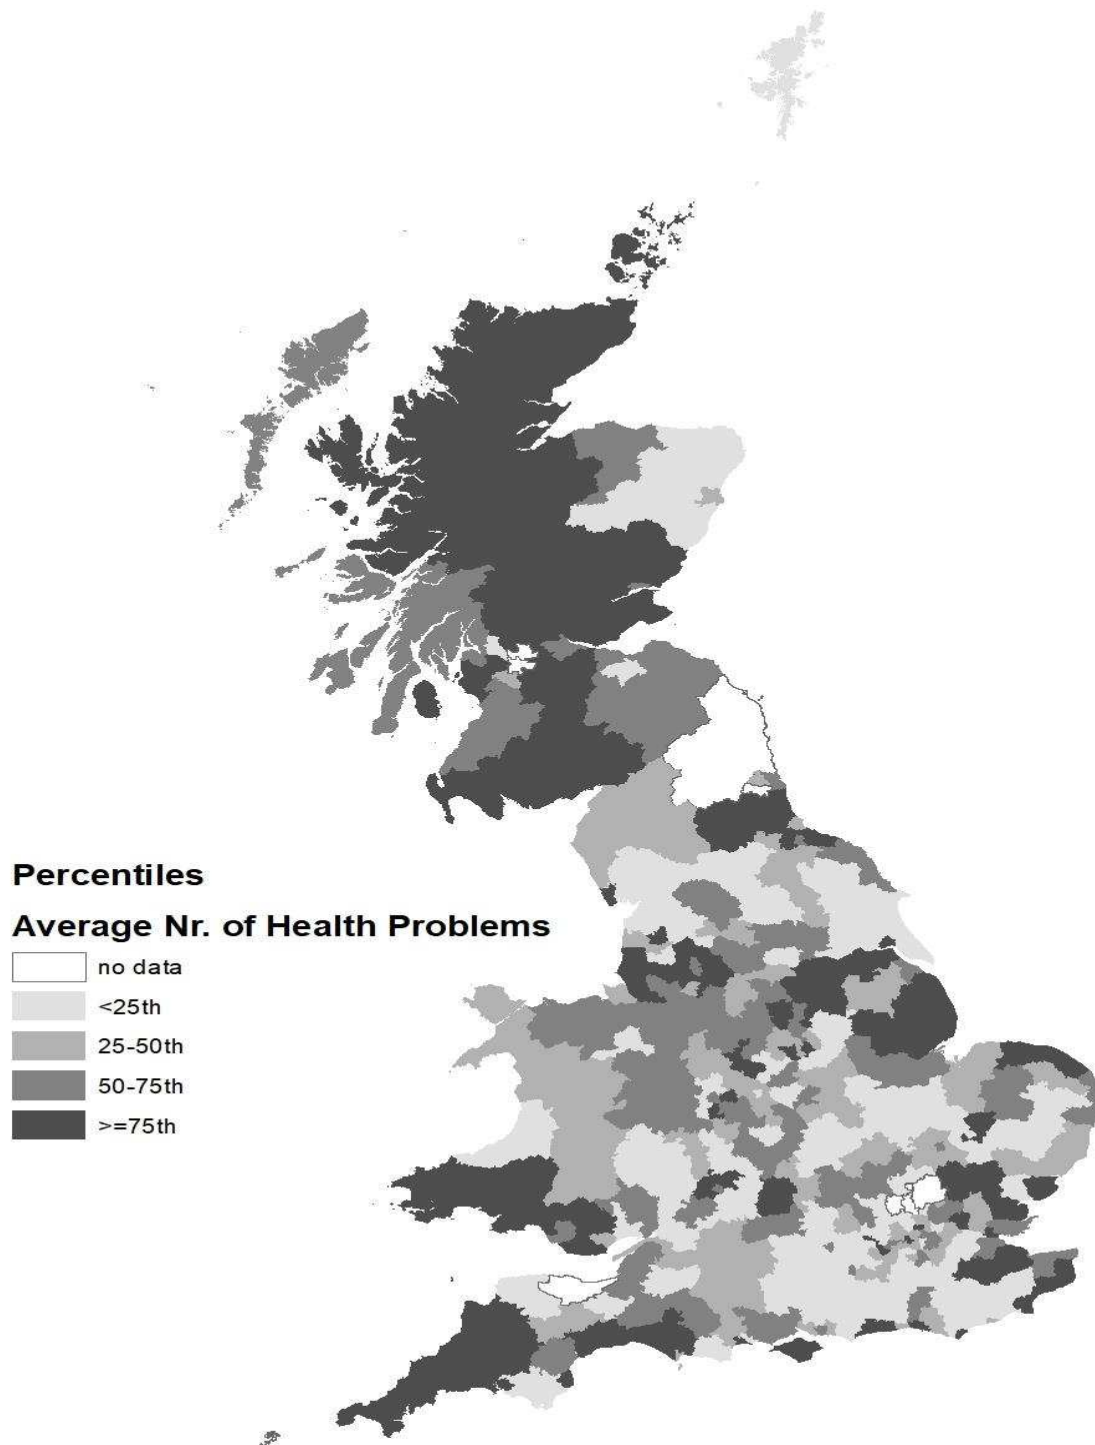 Percentiles
Average Nr. of Health Problems
no data
<25th
25-50th
50-75th
>=75th